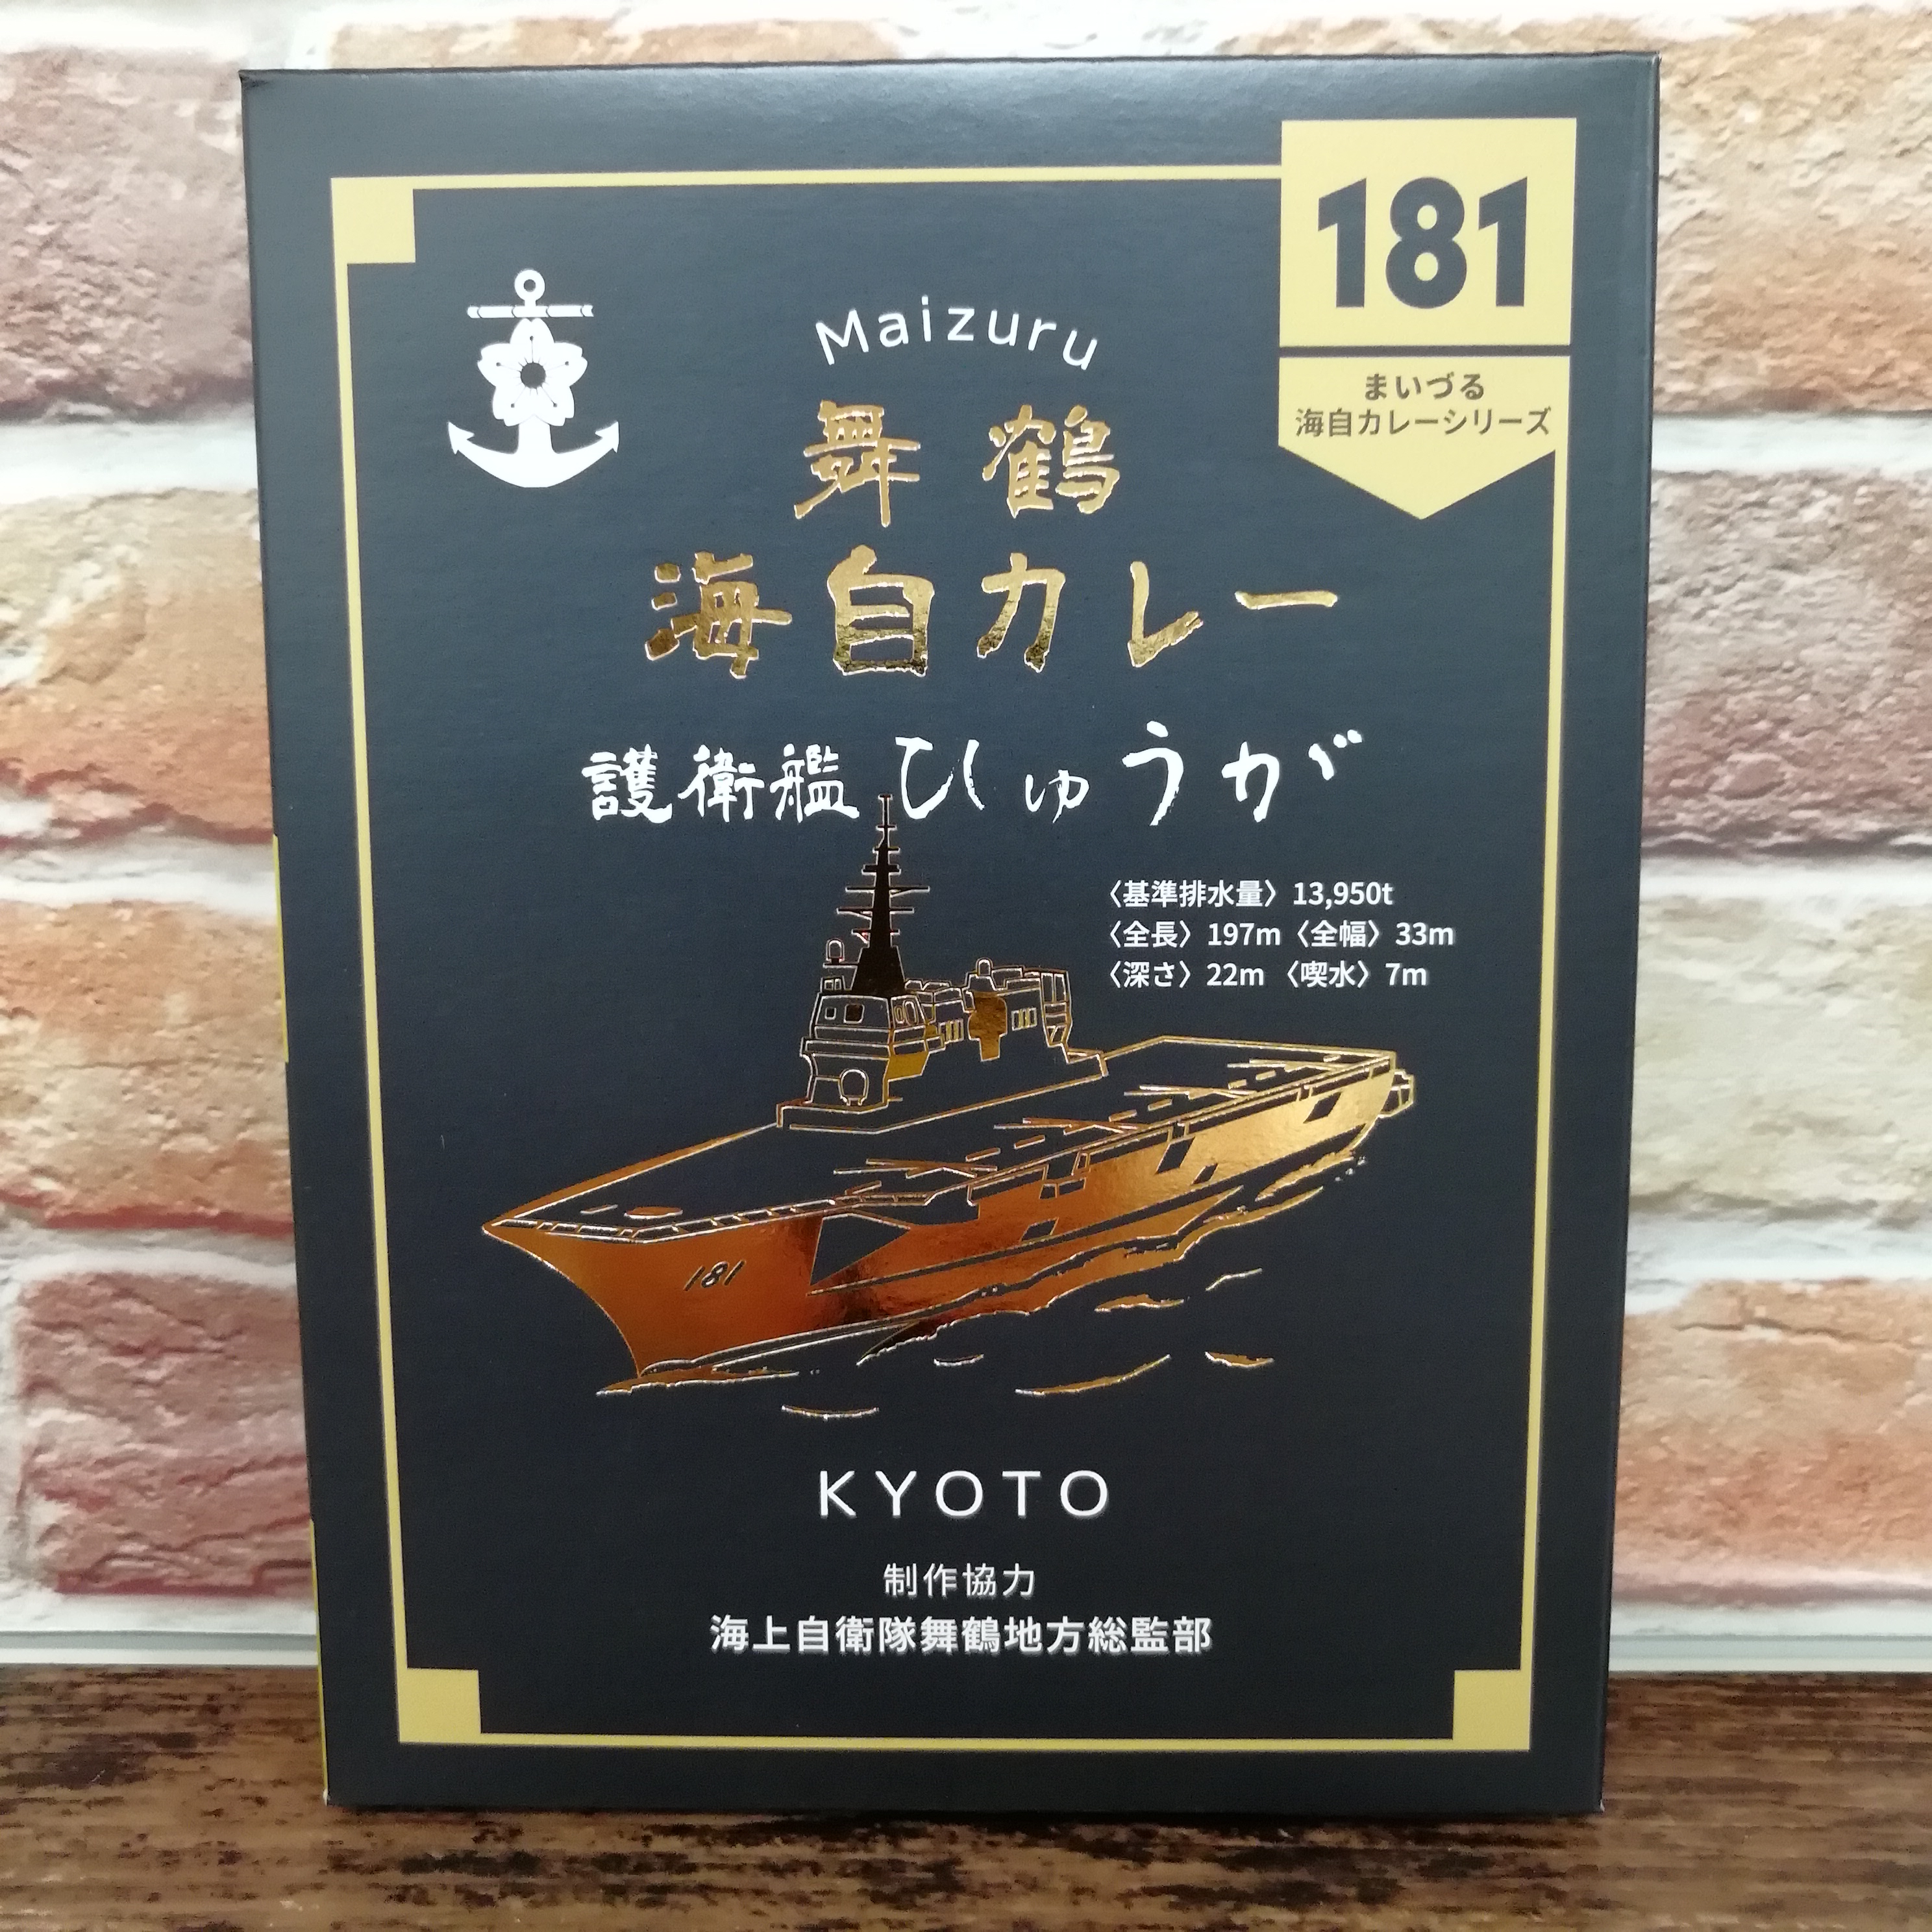 181
まいづる
海自カレーシリーズ
Maizuru
舞鶴
海自カレー
護衛艦 ひゅうが
〈基準排水量〉13,950t
〈全長〉197m〈全幅〉33m
〈深さ〉22m〈喫水〉7m
181
KYOTO
制作協力
海上自衛隊舞鶴地方総監部